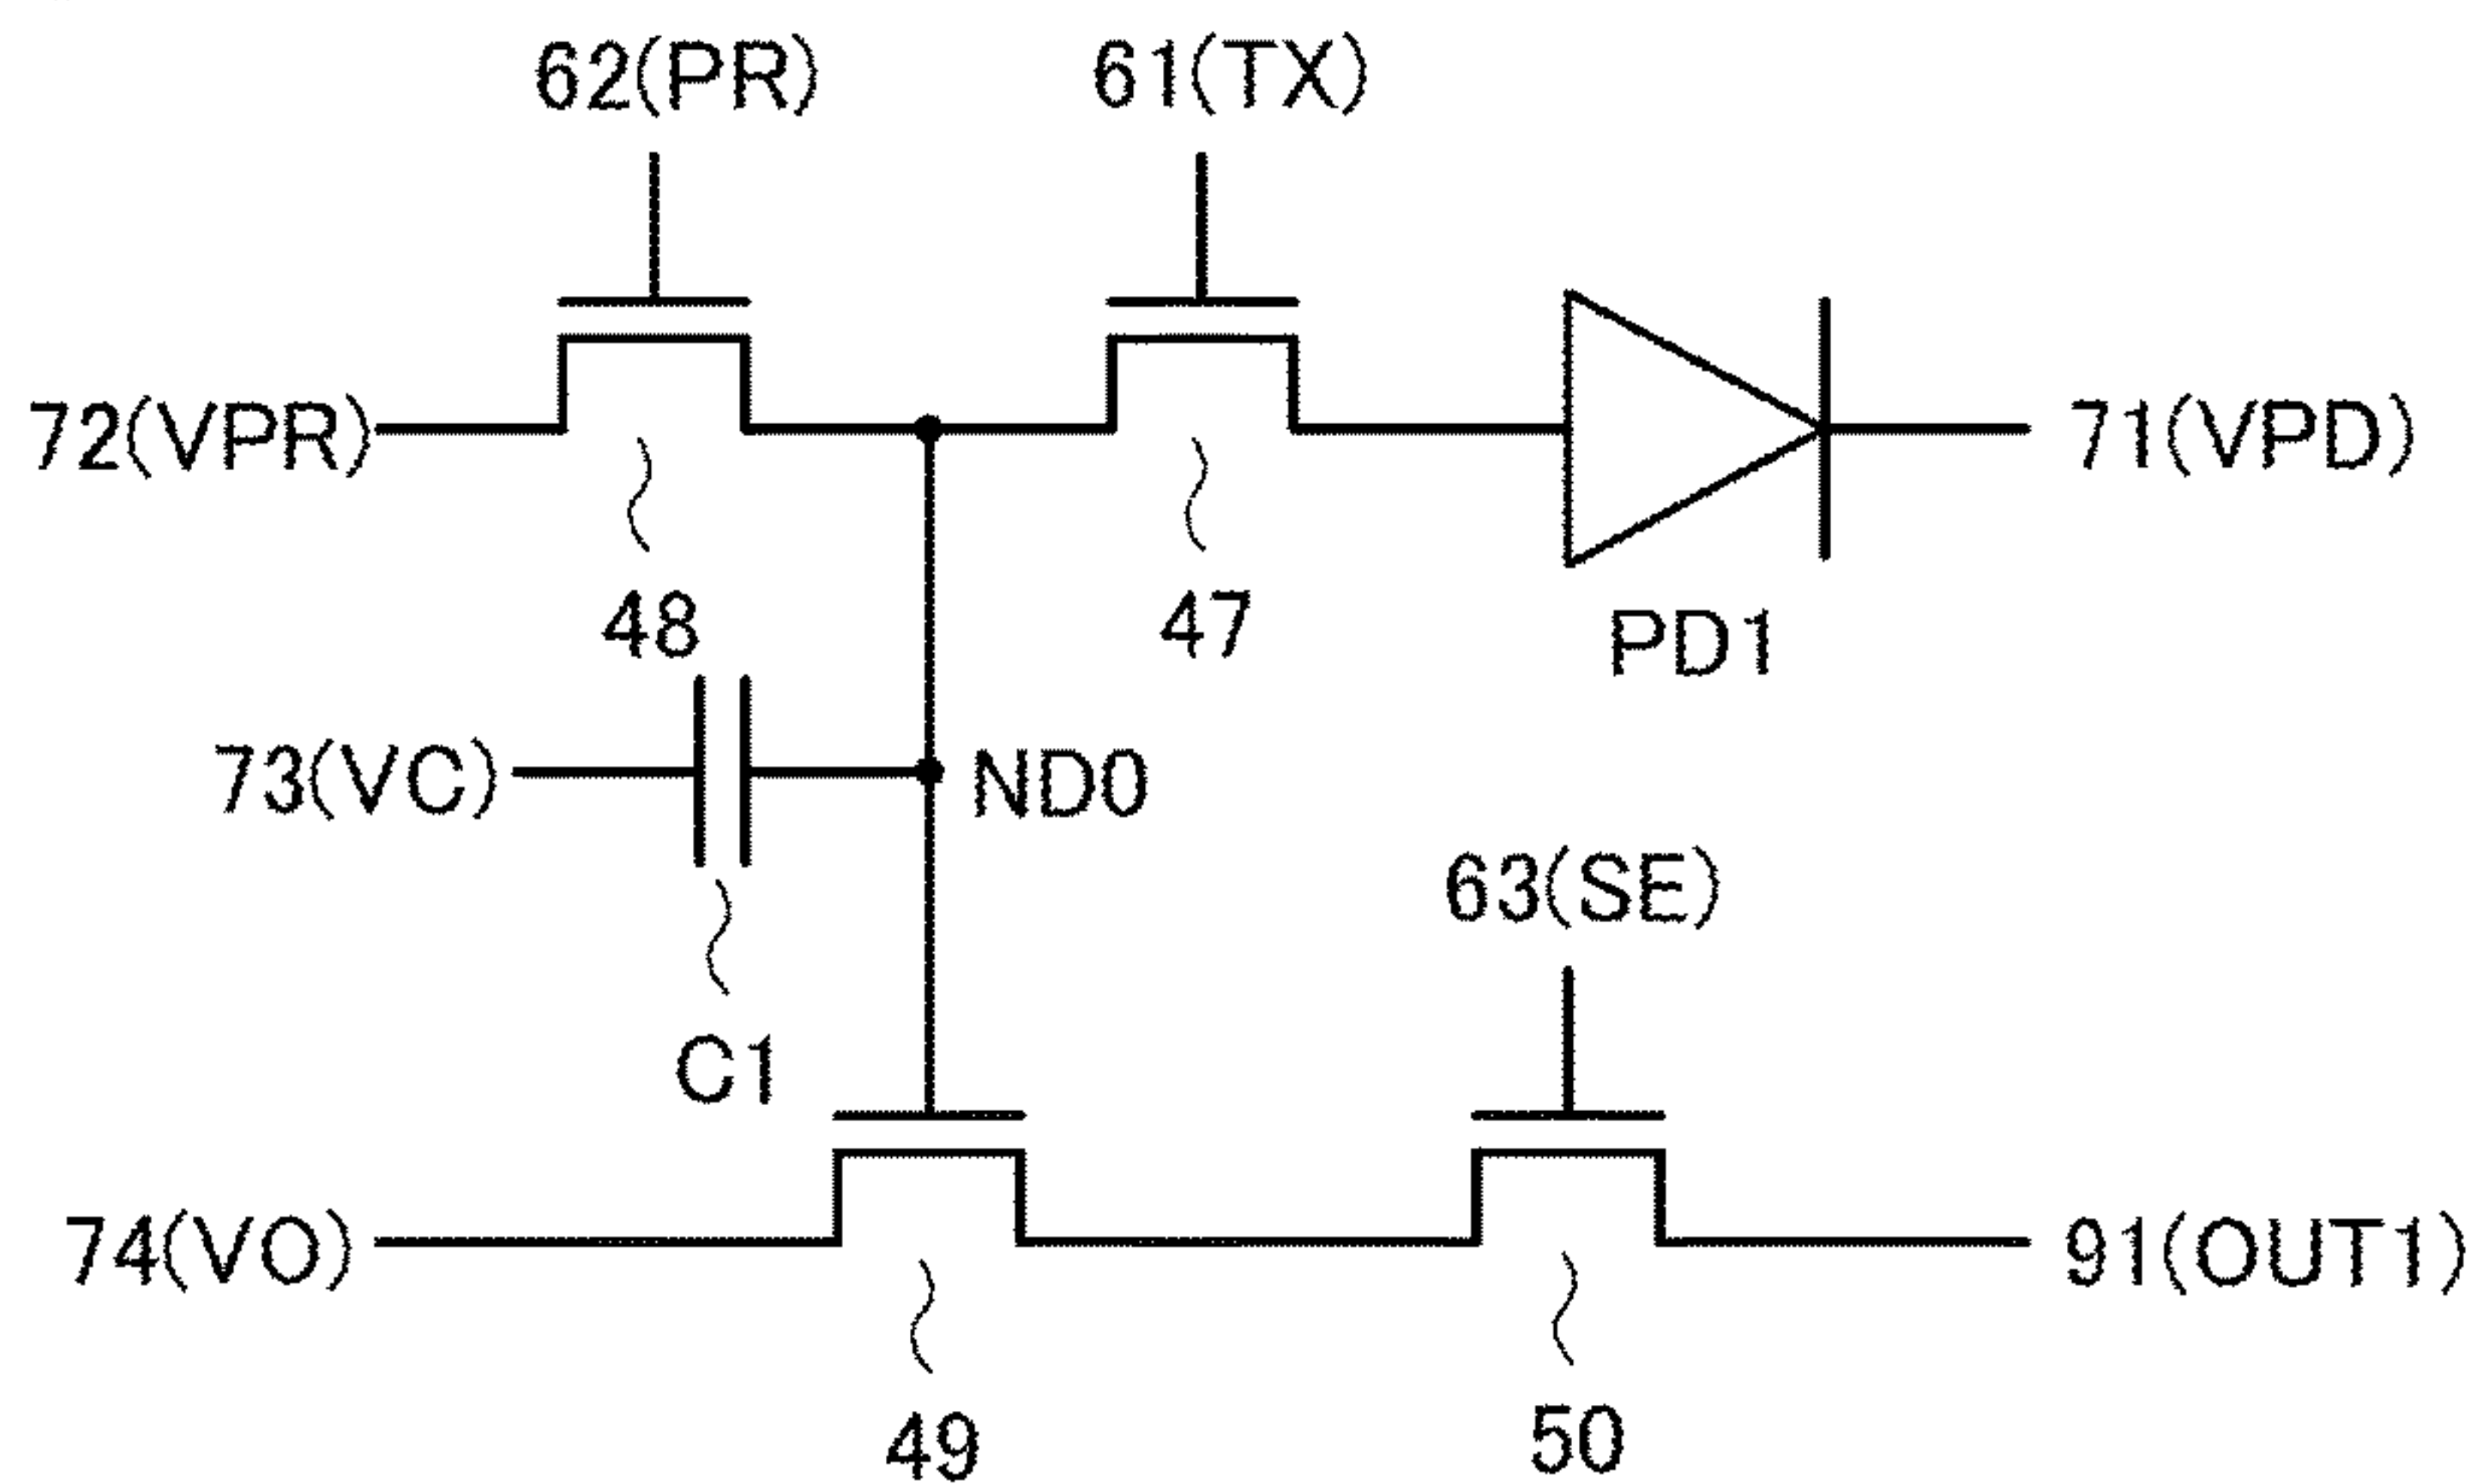 62(PR) 61(TX)
72(VPR) 71(VPD)
48 47 PD1
73(VC) ND0
63(SE)
C1
74(VO) 91(OUT1)
49 50